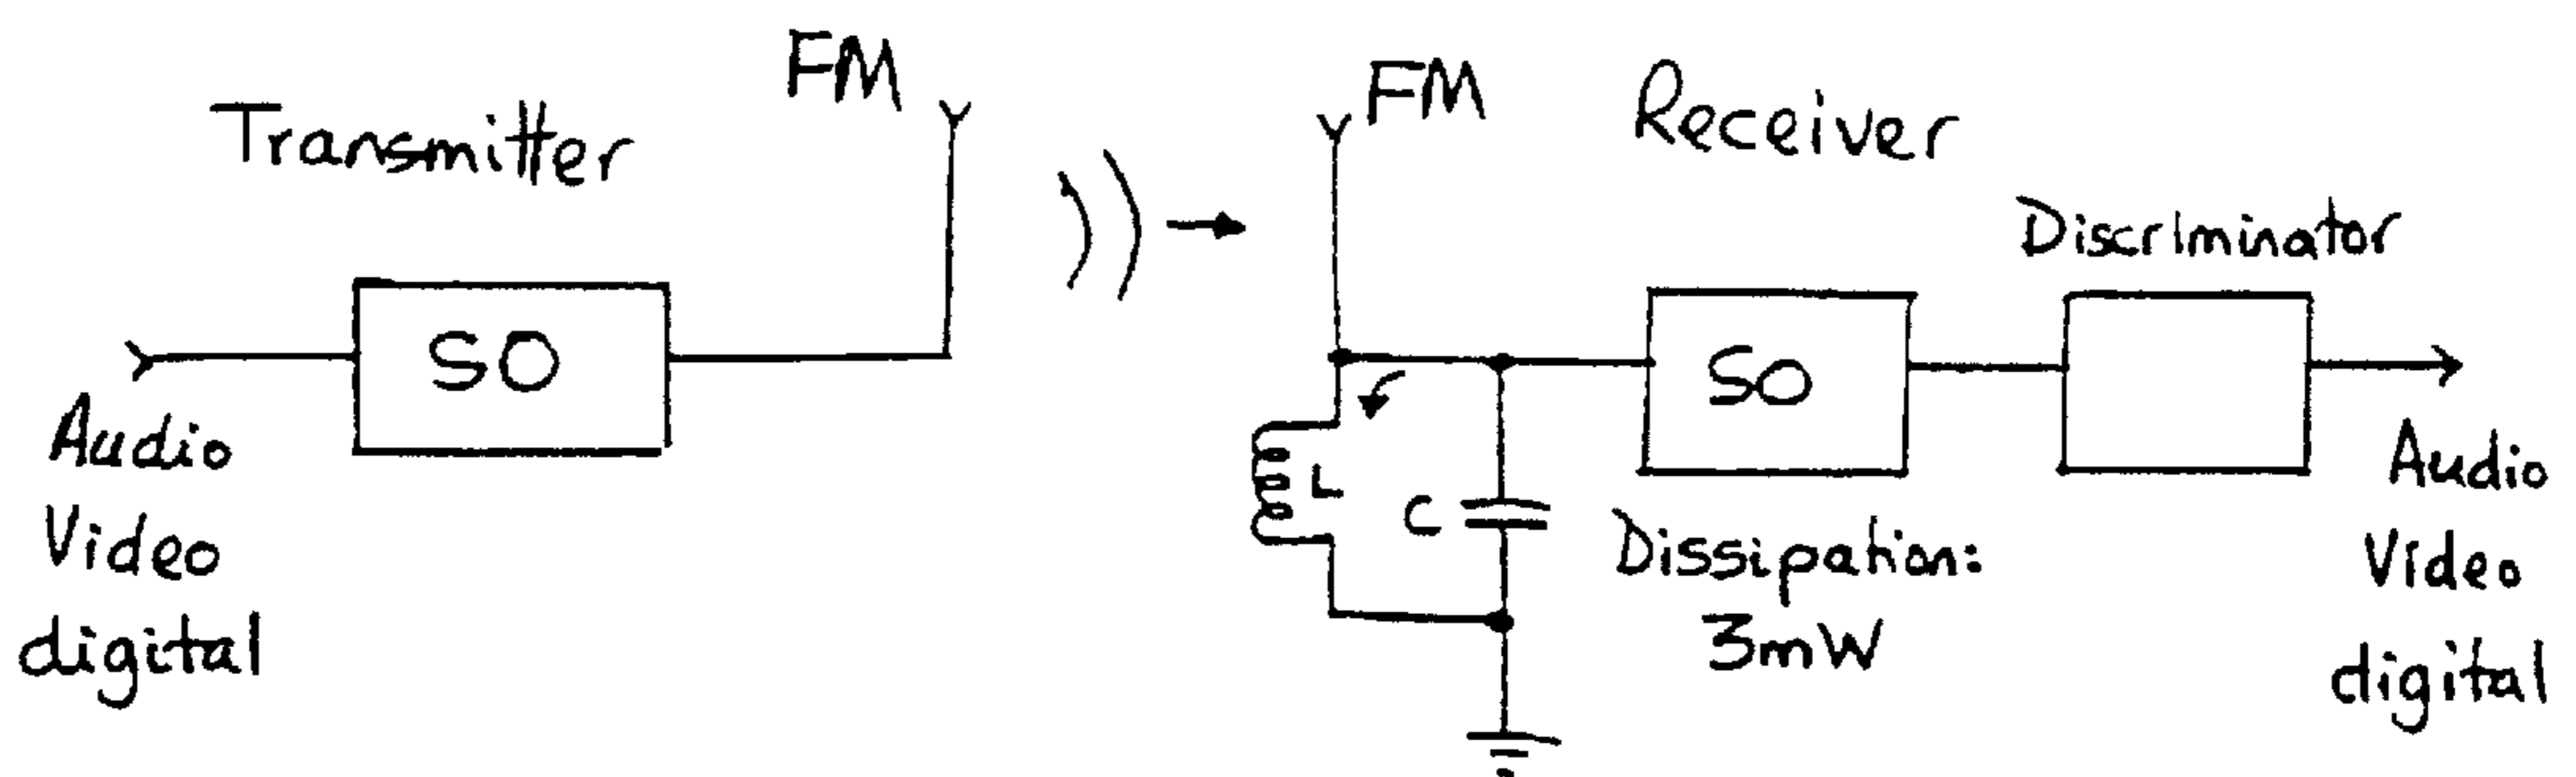 Transmitter
FM
SO
Audio
Video
digital
FM
Receiver
Discriminator
SO
L
C
Dissipation:
3mW
Audio
Video
digital